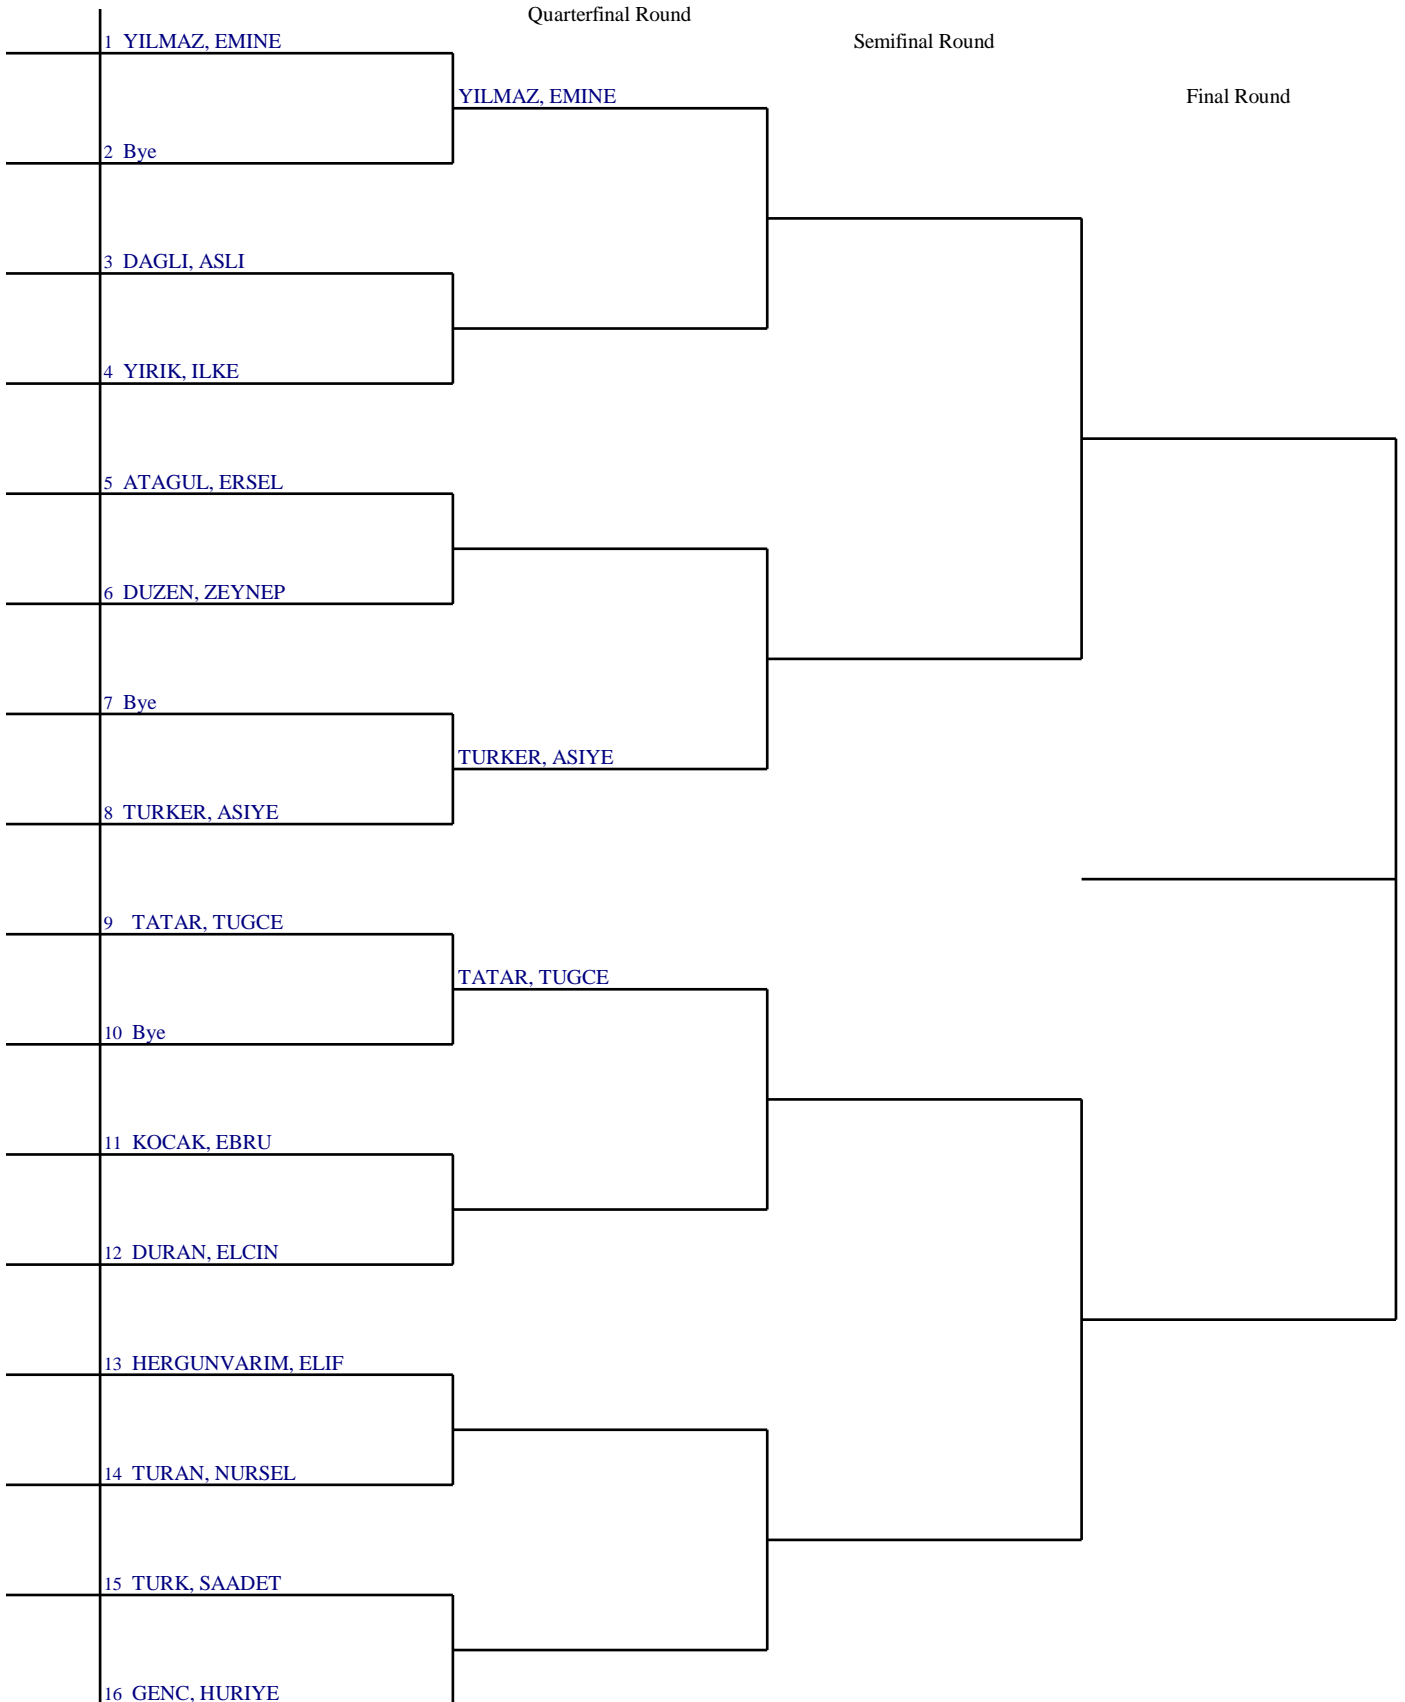 Quarterfinal Round
1 YILMAZ, EMINE
Semifinal Round
YILMAZ, EMINE
Final Round
2 Bye
3 DAGLI, ASLI
4 YIRIK, ILKE
5 ATAGUL, ERSEL
6 DUZEN, ZEYNEP
7 Bye
TURKER, ASIYE
8 TURKER, ASIYE
9 TATAR, TUGCE
TATAR, TUGCE
10 Bye
11 KOCAK, EBRU
12 DURAN, ELCIN
13 HERGUNVARIM, ELIF
14 TURAN, NURSEL
15 TURK, SAADET
16 GENC, HURIYE